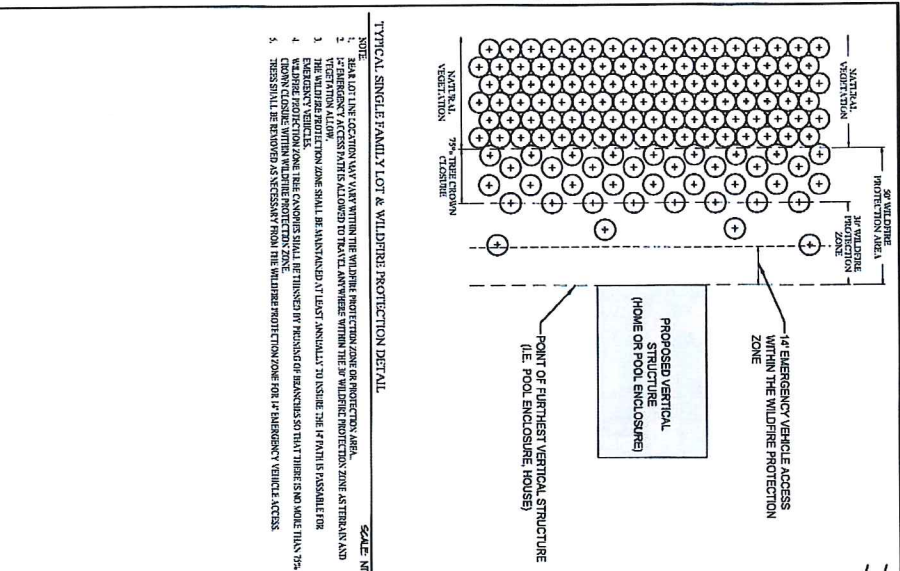 50' WILDFIRE
PROTECTION AREA
NATURAL
VEGETATION
30' WILDFIRE
PROTECTION
ZONE
14' EMERGENCY VEHICLE ACCESS
WITHIN THE WILDFIRE PROTECTION
ZONE
PROPOSED VERTICAL
STRUCTURE
(HOME OR POOL ENCLOSURE)
POINT OF FURTHEST VERTICAL STRUCTURE
(I.E. POOL ENCLOSURE, HOUSE)
NATURAL
VEGETATION
75% TREE CROWN
CLOSURE
TYPICAL SINGLE FAMILY LOT & WILDFIRE PROTECTION DETAIL
SCALE:
NOTE:
1. REAR LOT LINE LOCATION MAY VARY WITHIN THE WILDFIRE PROTECTION ZONE OR PROTECTION AREA.
2. 14' EMERGENCY ACCESS PATH IS ALLOWED TO TRAVEL ANYWHERE WITHIN THE 30' WILDFIRE PROTECTION ZONE AS TERRAIN AND
VEGETATION ALLOW.
3. THE WILDFIRE PROTECTION ZONE SHALL BE MAINTAINED AT LEAST ANNUALLY TO INSURE THE 14' PATH IS PASSABLE FOR
EMERGENCY VEHICLES.
4. WILDFIRE PROTECTION ZONE TREE CANOPIES SHALL BE THINNED BY PRUNING OF BRANCHES SO THAT THERE IS NO MORE THAN 75%
CROWN CLOSURE WITHIN WILDFIRE PROTECTION ZONE.
5. TREES SHALL BE REMOVED AS NECESSARY FROM THE WILDFIRE PROTECTION ZONE FOR 14' EMERGENCY VEHICLE ACCESS.